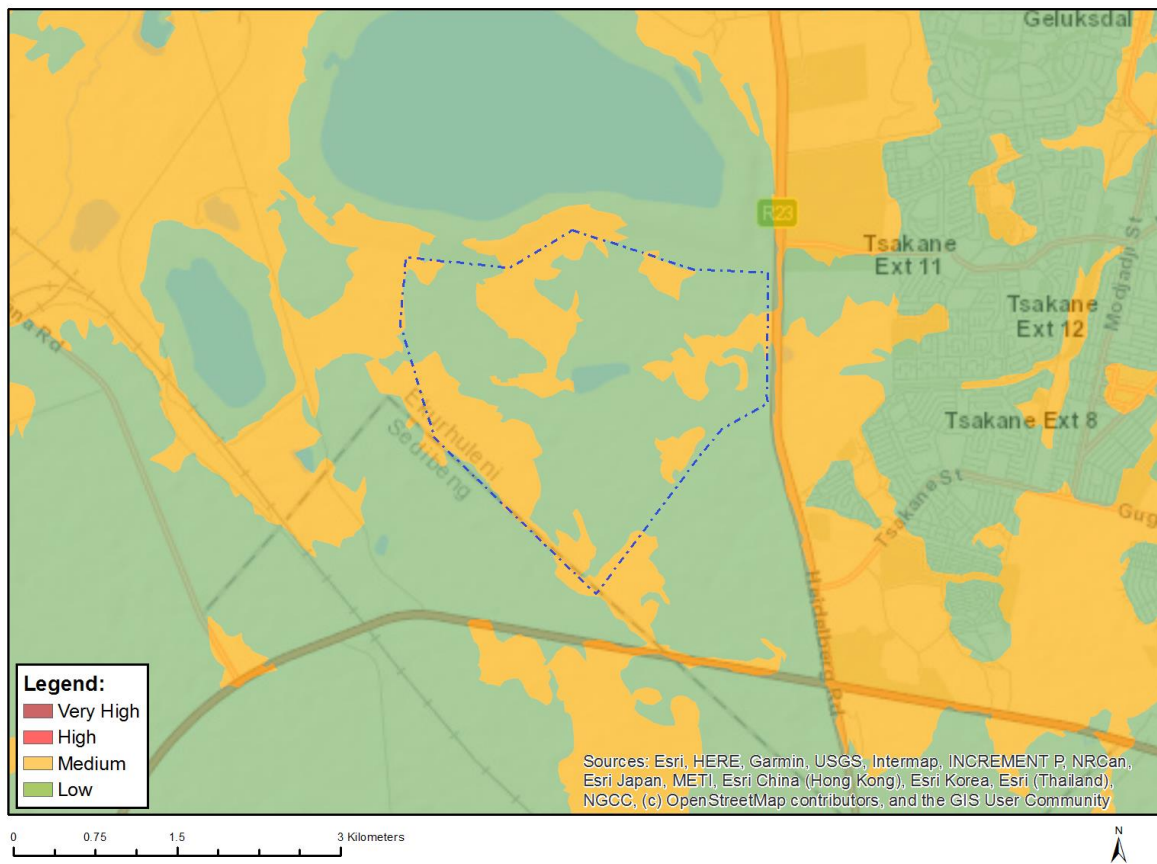 Geluksdal
R23
Tsakane
Ext 11
Tsakane
Ext 12
Modjadji St
Tsakane Ext 8
Tsakane St
una Rd
Ekurhuleni
Sedibeng
Gug
Heidelberg Rd
Legend:
Very High
High
Medium
Low
Sources: Esri, HERE, Garmin, USGS, Intermap, INCREMENT P, NRCan,
Esri Japan, METI, Esri China (Hong Kong), Esri Korea, Esri (Thailand),
NGCC, (c) OpenStreetMap contributors, and the GIS User Community
0 0.75 1.5 3 Kilometers
N